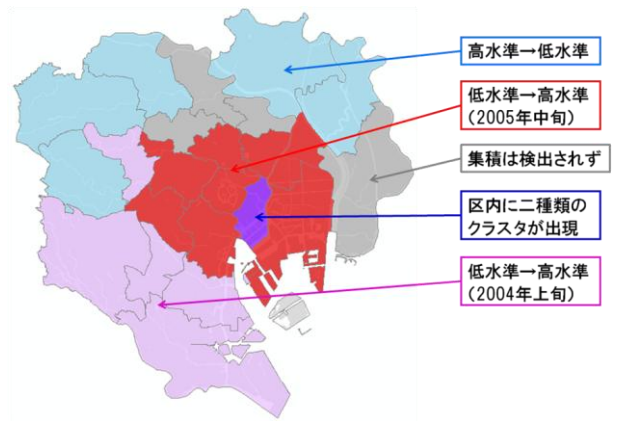 高水準→低水準
低水準→高水準
（2005年中旬）
集積は検出されず
区内に二種類の
クラスタが出現
低水準→高水準
（2004年上旬）